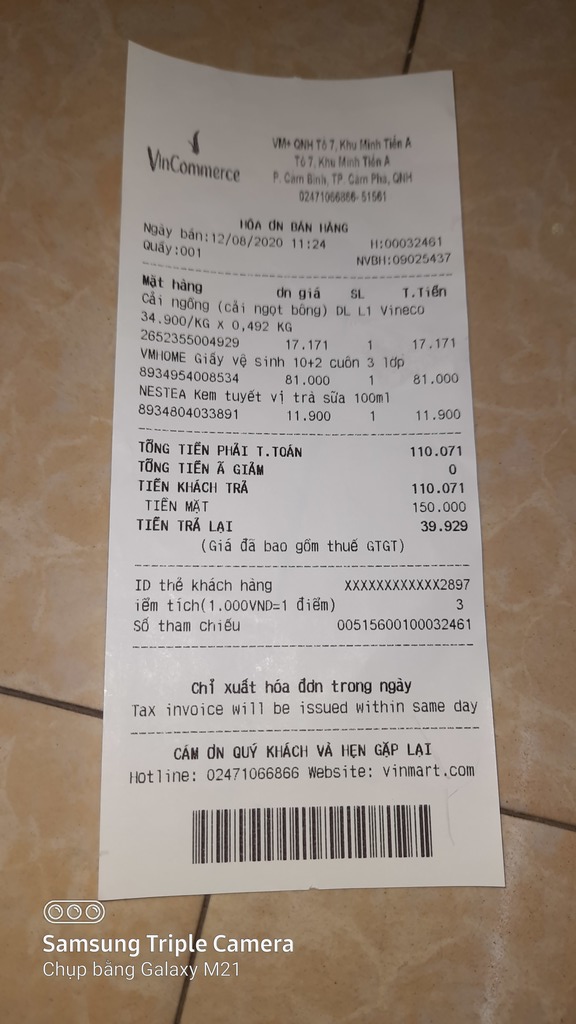 VinCommerce
VM+ QNH Tổ 7, Khu Minh Tiến A
Tổ 7, Khu Minh Tiến A
P. Cẩm Bình, TP. Cẩm Phả, QNH
02471066866-51561
HÓA ƠN BÁN HÀNG
Ngày bán:12/08/2020 11:24 H:00032461
Quầy:001 NVBH:09025437
Mặt hàng ơn giá SL T.Tiền
Cải ngồng (cải ngọt bông) DL L1 Vineco
34.900/KG X 0,492 KG
2652355004929 17.171 1 17.171
VMHOME Giấy vệ sinh 10+2 cuôn 3 lớp
8934954008534 81.000 1 81.000
NESTEA Kem tuyết vị trà sữa 100ml
8934804033891 11.900 1 11.900
TỔNG TIỀN PHẢI T.TOÁN 110.071
TỔNG TIỀN Ã GIẢM 0
TIỀN KHÁCH TRẢ 110.071
TIỀN MẶT 150.000
TIỀN TRẢ LẠI 39.929
(Giá đã bao gồm thuế GTGT)
ID thẻ khách hàng XXXXXXXXXXXX2897
iểm tích(1.000VND=1 điểm) 3
Số tham chiếu 00515600100032461
Chỉ xuất hóa đơn trong ngày
Tax invoice will be issued within same day
CẢM ƠN QUÝ KHÁCH VÀ HẸN GẶP LẠI
Hotline: 02471066866 Website: vinmart.com
Samsung Triple Camera
Chụp bằng Galaxy M21